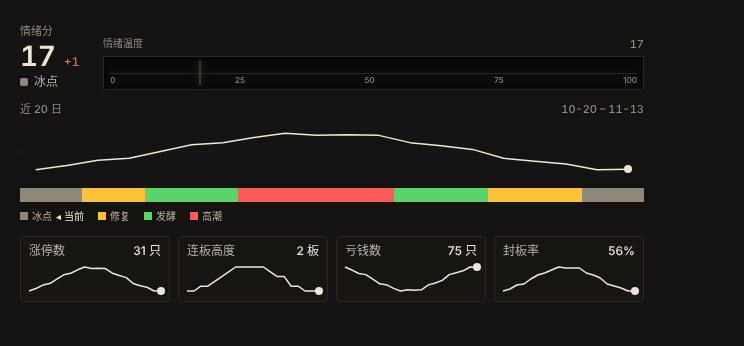 情绪分
17 +1
冰点
情绪温度 17
0 25 50 75 100
近 20 日 10-20 – 11-13
冰点 ◂ 当前 修复 发酵 高潮
涨停数 31 只
连板高度 2 板
亏钱数 75 只
封板率 56%